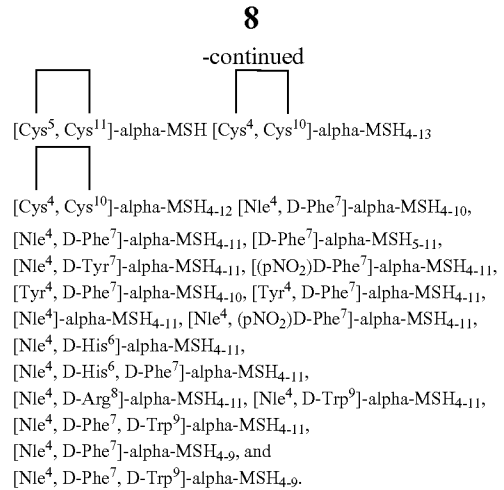 8
-continued
[Cys⁵, Cys¹¹]-alpha-MSH [Cys⁴, Cys¹⁰]-alpha-MSH₄₋₁₃
[Cys⁴, Cys¹⁰]-alpha-MSH₄₋₁₂ [Nle⁴, D-Phe⁷]-alpha-MSH₄₋₁₀,
[Nle⁴, D-Phe⁷]-alpha-MSH₄₋₁₁, [D-Phe⁷]-alpha-MSH₅₋₁₁,
[Nle⁴, D-Tyr⁷]-alpha-MSH₄₋₁₁, [(pNO₂)D-Phe⁷]-alpha-MSH₄₋₁₁,
[Tyr⁴, D-Phe⁷]-alpha-MSH₄₋₁₀, [Tyr⁴, D-Phe⁷]-alpha-MSH₄₋₁₁,
[Nle⁴]-alpha-MSH₄₋₁₁, [Nle⁴, (pNO₂)D-Phe⁷]-alpha-MSH₄₋₁₁,
[Nle⁴, D-His⁶]-alpha-MSH₄₋₁₁,
[Nle⁴, D-His⁶, D-Phe⁷]-alpha-MSH₄₋₁₁,
[Nle⁴, D-Arg⁸]-alpha-MSH₄₋₁₁, [Nle⁴, D-Trp⁹]-alpha-MSH₄₋₁₁,
[Nle⁴, D-Phe⁷, D-Trp⁹]-alpha-MSH₄₋₁₁,
[Nle⁴, D-Phe⁷]-alpha-MSH₄₋₉, and
[Nle⁴, D-Phe⁷, D-Trp⁹]-alpha-MSH₄₋₉.